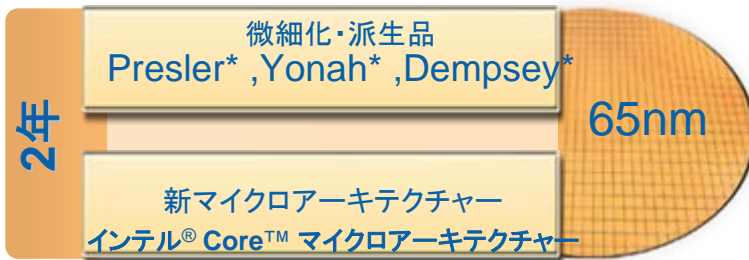 2年
微細化・派生品
Presler* ,Yonah* ,Dempsey*
65nm
新マイクロアーキテクチャー
インテル® Core™ マイクロアーキテクチャー